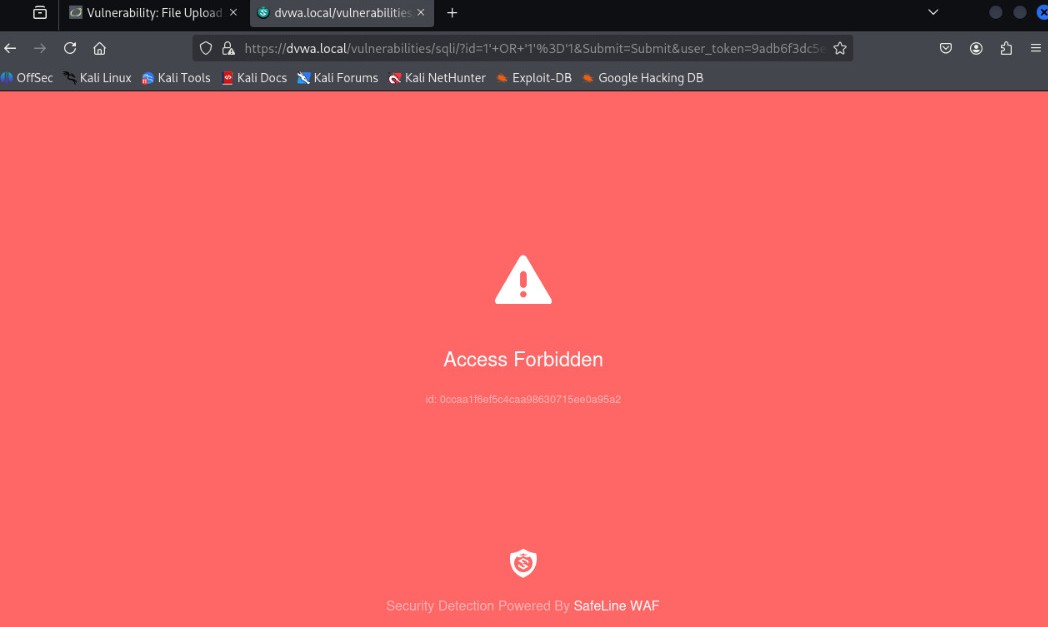 Vulnerability: File Upload
dvwa.local/vulnerabilities
https://dvwa.local/vulnerabilities/sqli/?id=1'+OR+'1'%3D'1&Submit=Submit&user_token=9adb6f3dc5
OffSec Kali Linux Kali Tools Kali Docs Kali Forums Kali NetHunter Exploit-DB Google Hacking DB
Access Forbidden
id: 0ccaa1f6ef5c4caa98630715ee0a95a2
Security Detection Powered By SafeLine WAF